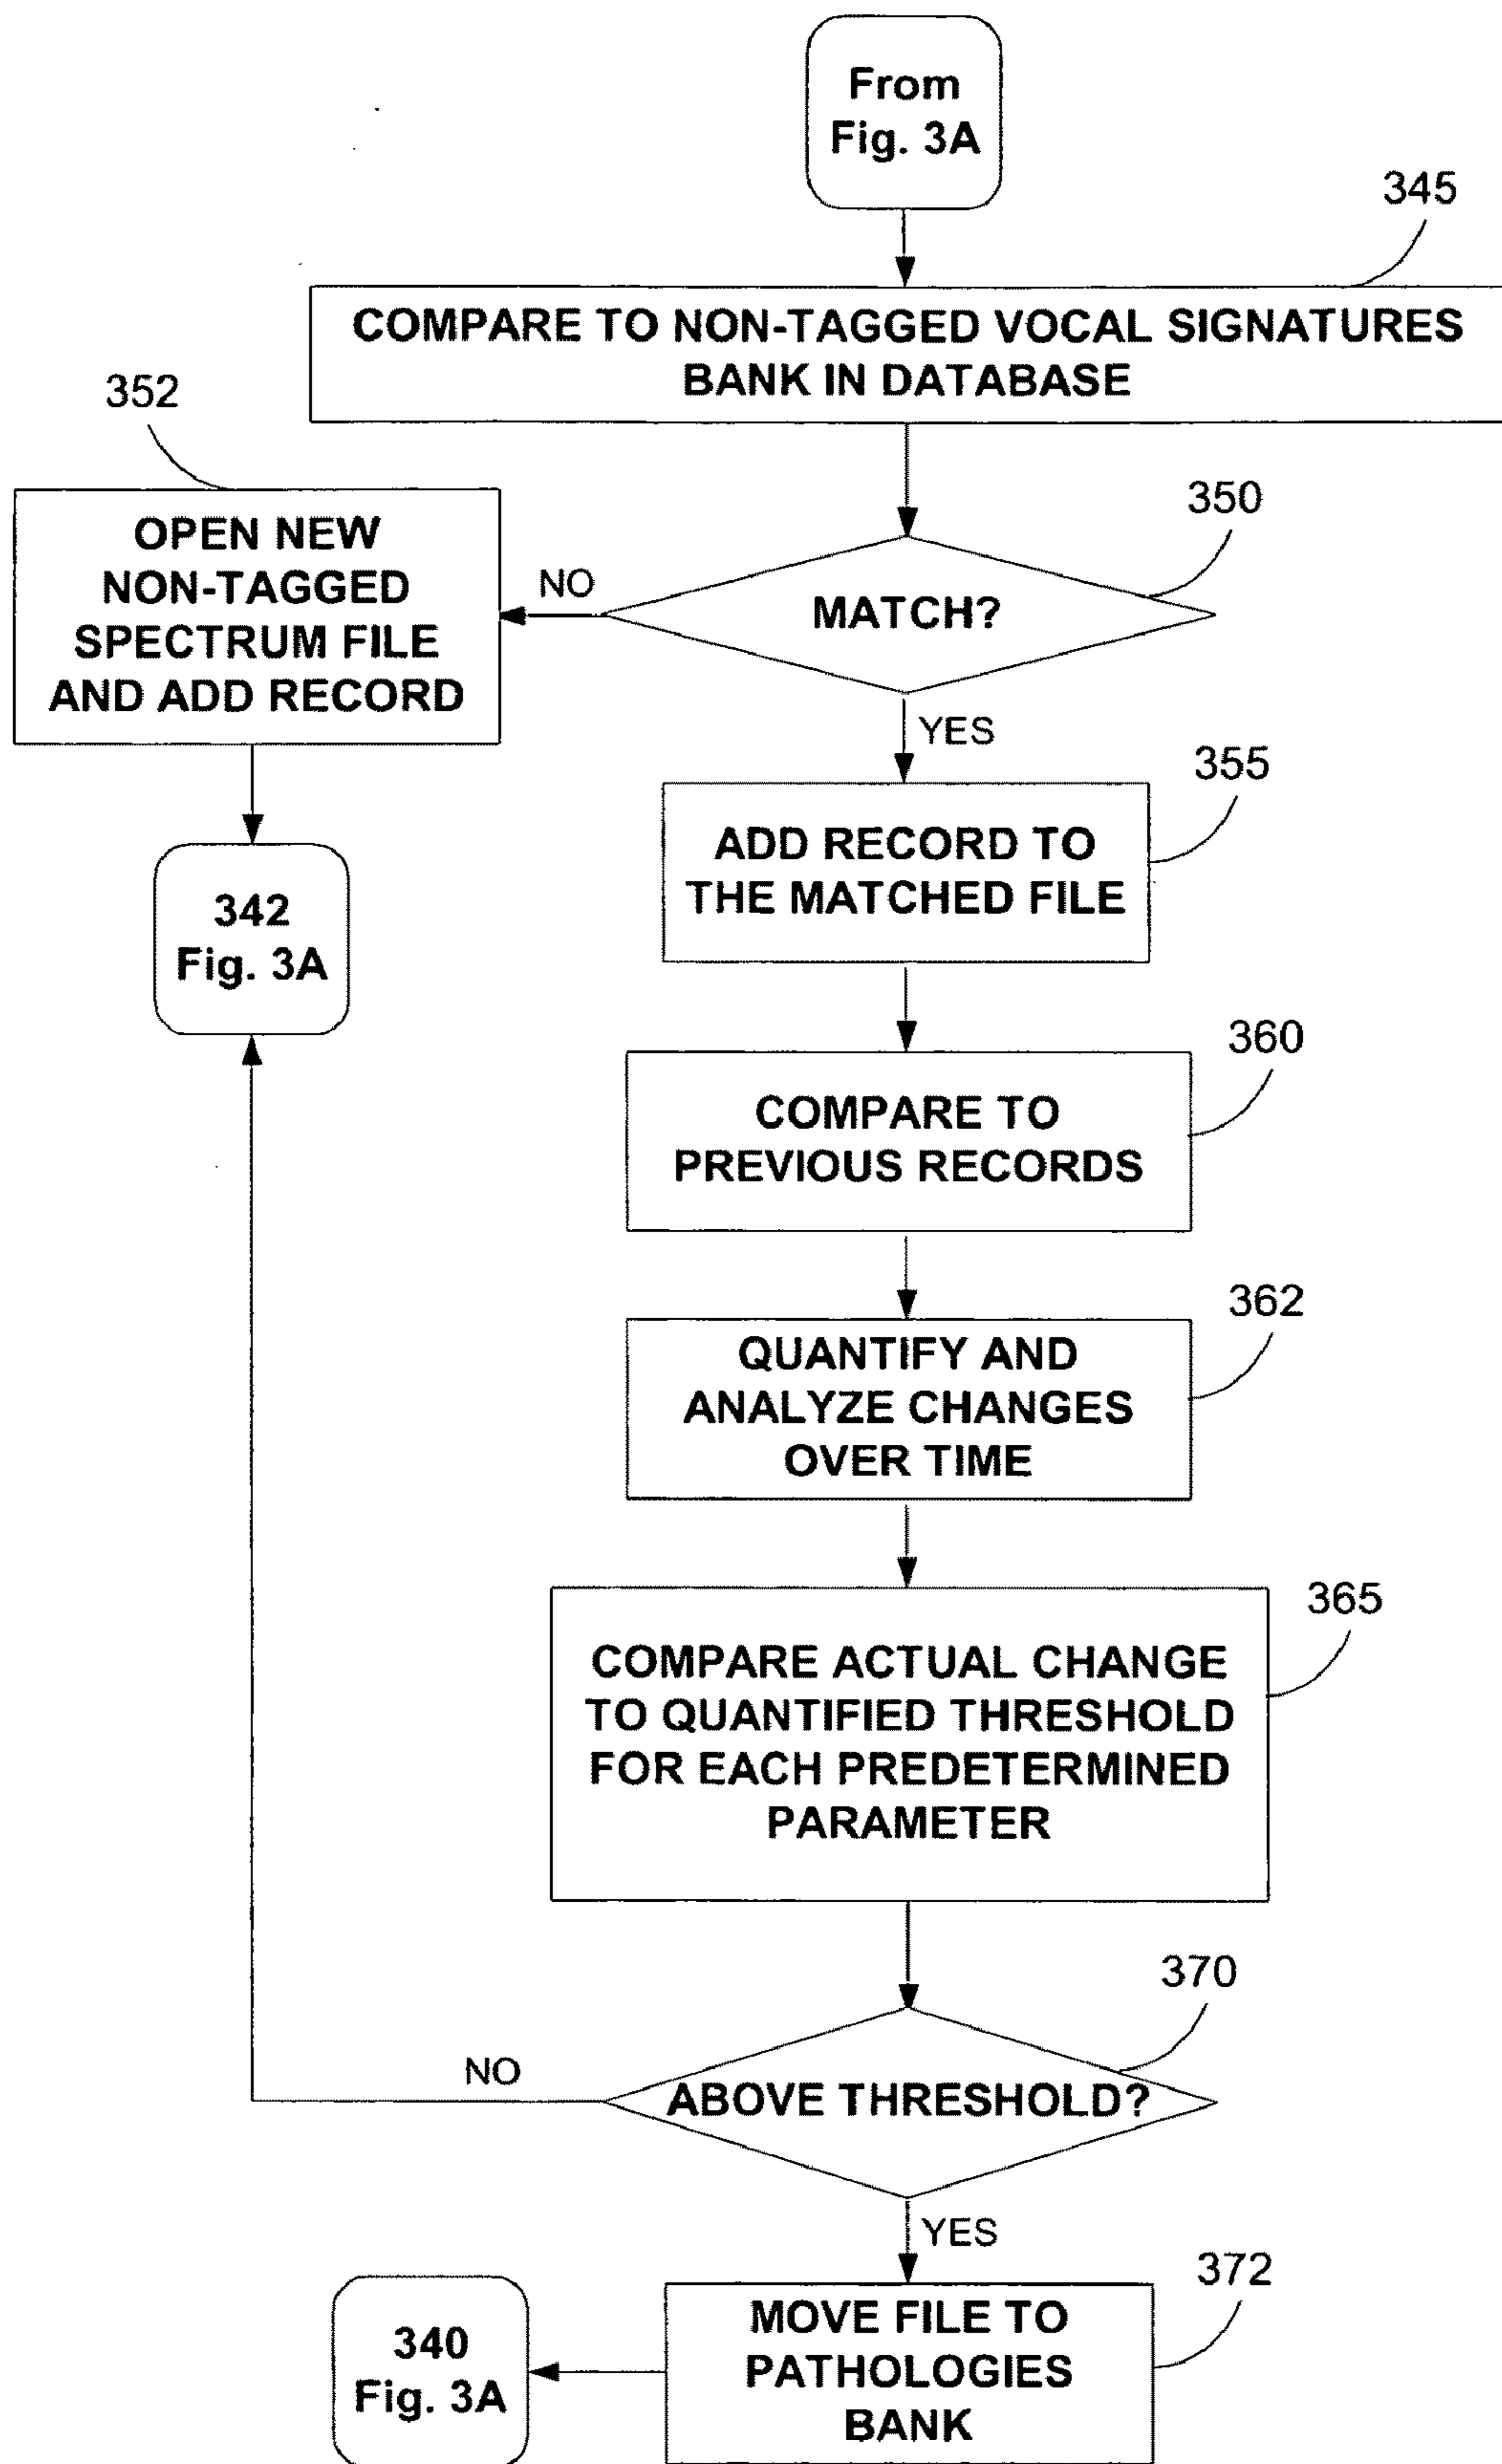 From
Fig. 3A
345
COMPARE TO NON-TAGGED VOCAL SIGNATURES
BANK IN DATABASE
352
OPEN NEW
NON-TAGGED
SPECTRUM FILE
AND ADD RECORD
350
NO
MATCH?
YES
355
ADD RECORD TO
THE MATCHED FILE
342
Fig. 3A
360
COMPARE TO
PREVIOUS RECORDS
362
QUANTIFY AND
ANALYZE CHANGES
OVER TIME
365
COMPARE ACTUAL CHANGE
TO QUANTIFIED THRESHOLD
FOR EACH PREDETERMINED
PARAMETER
370
NO
ABOVE THRESHOLD?
YES
372
MOVE FILE TO
PATHOLOGIES
BANK
340
Fig. 3A